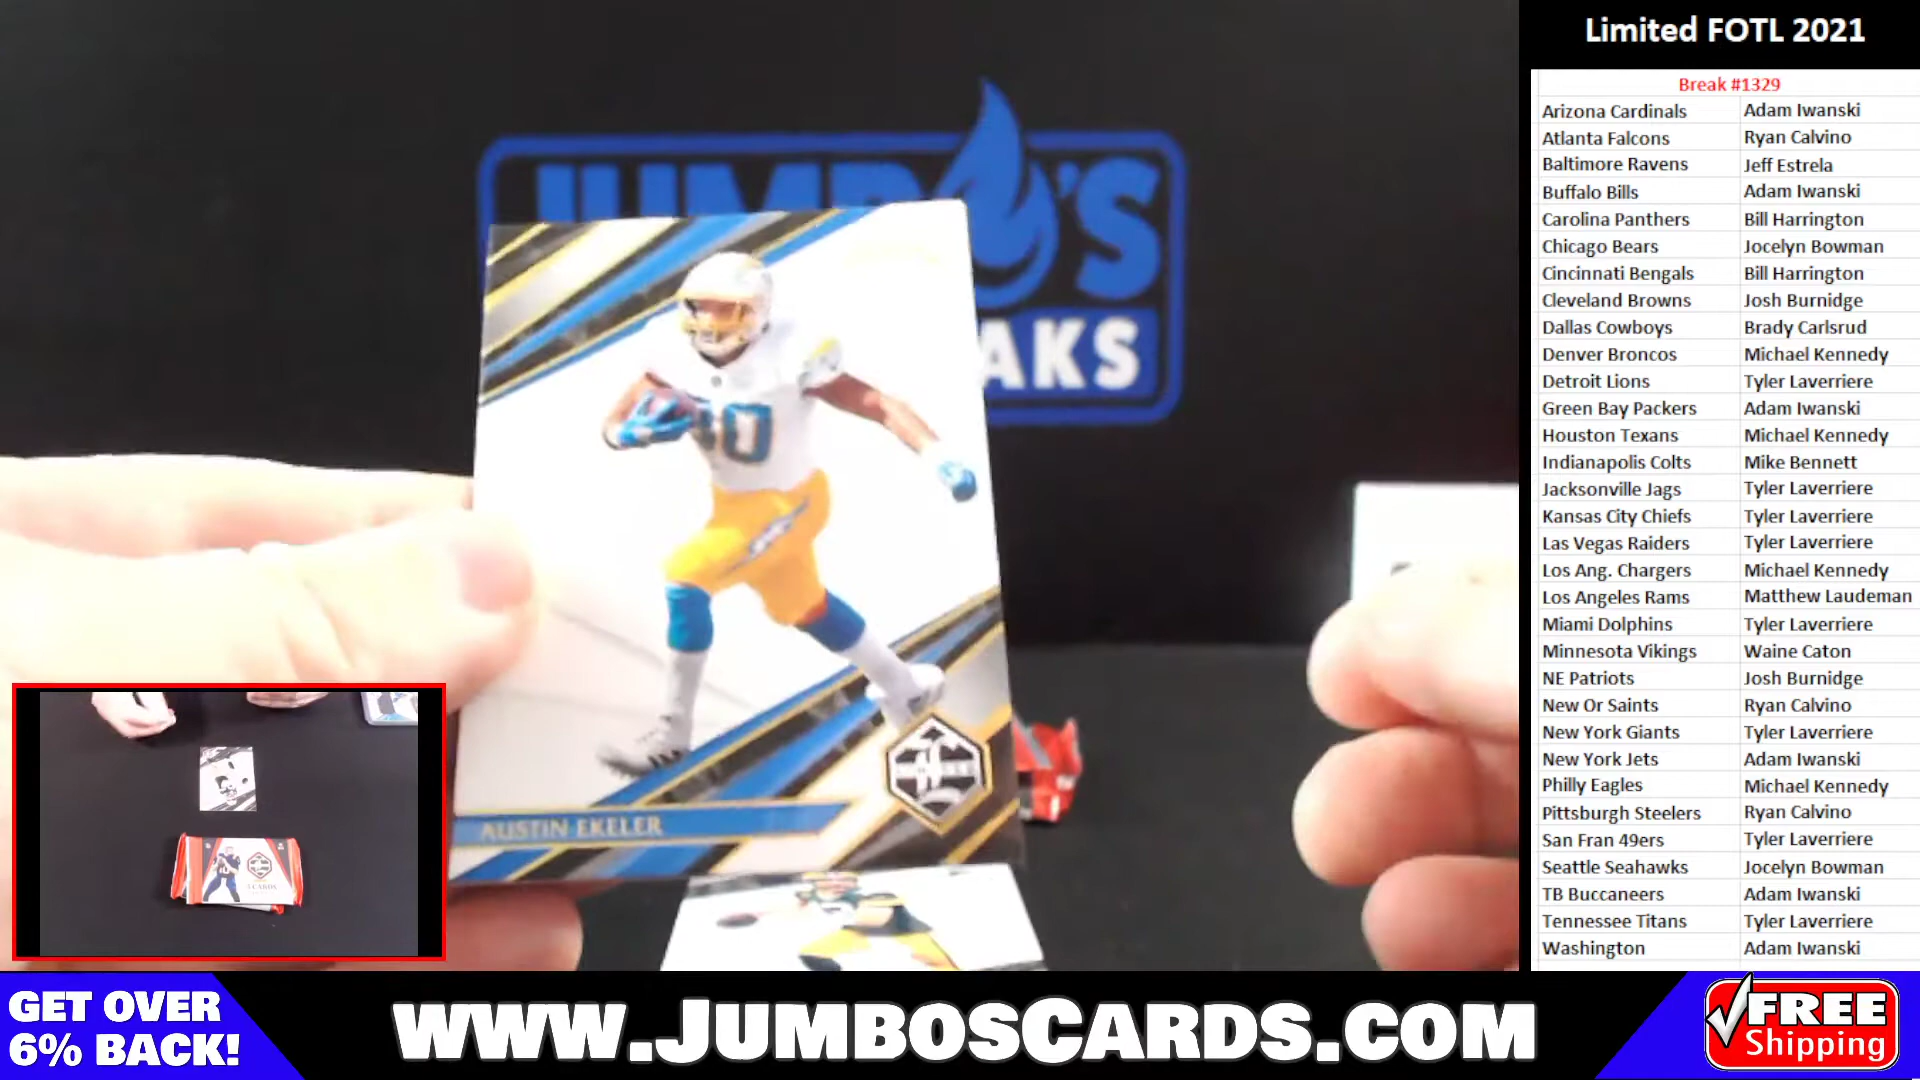 Limited FOTL 2021
Break #1329
Arizona Cardinals Adam Iwanski
Atlanta Falcons Ryan Calvino
Baltimore Ravens Jeff Estrela
Buffalo Bills Adam Iwanski
Carolina Panthers Bill Harrington
Chicago Bears Jocelyn Bowman
Cincinnati Bengals Bill Harrington
Cleveland Browns Josh Burnidge
Dallas Cowboys Brady Carlsrud
Denver Broncos Michael Kennedy
Detroit Lions Tyler Laverriere
Green Bay Packers Adam Iwanski
Houston Texans Michael Kennedy
Indianapolis Colts Mike Bennett
Jacksonville Jags Tyler Laverriere
Kansas City Chiefs Tyler Laverriere
Las Vegas Raiders Tyler Laverriere
Los Ang. Chargers Michael Kennedy
Los Angeles Rams Matthew Laudeman
Miami Dolphins Tyler Laverriere
Minnesota Vikings Waine Caton
NE Patriots Josh Burnidge
New Or Saints Ryan Calvino
New York Giants Tyler Laverriere
New York Jets Adam Iwanski
Philly Eagles Michael Kennedy
Pittsburgh Steelers Ryan Calvino
San Fran 49ers Tyler Laverriere
Seattle Seahawks Jocelyn Bowman
TB Buccaneers Adam Iwanski
Tennessee Titans Tyler Laverriere
Washington Adam Iwanski
JUMBO'S
AKS
30
AUSTIN EKELER
GET OVER
6% BACK!
WWW.JUMBOSCARDS.COM
FREE
Shipping